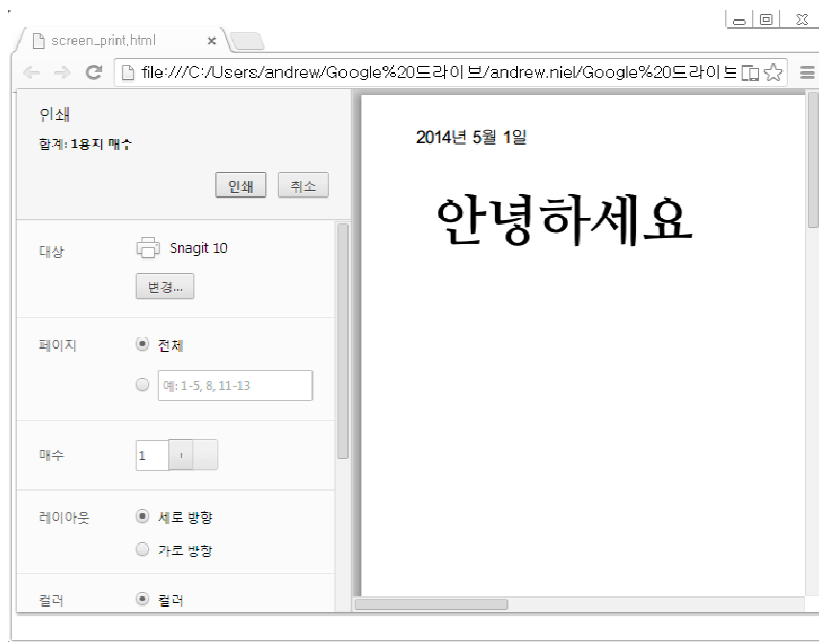 screen_print.html
file:///C:/Users/andrew/Google%20드라이브/andrew.niel/Google%20드라이브
인쇄
합계: 1용지 매수
인쇄 취소
대상 Snagit 10
변경...
페이지 전체
예: 1-5, 8, 11-13
매수 1
레이아웃 세로 방향
가로 방향
컬러 컬러
2014년 5월 1일
안녕하세요